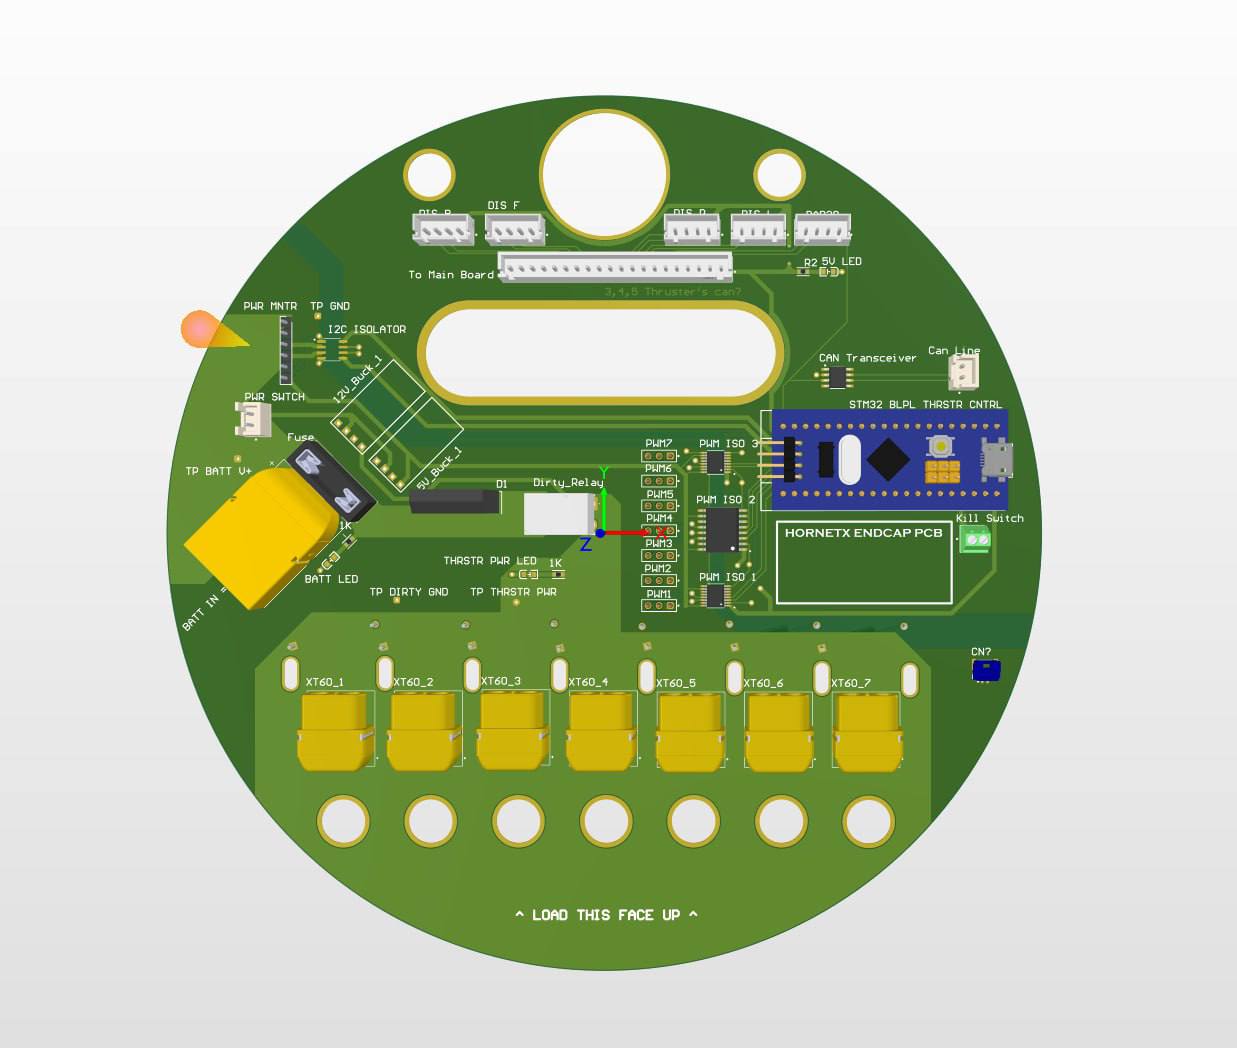 DIS F
To Main Board
R2 5V LED
3,4,5 Thruster's can?
PWR MNTR TP GND
I2C ISOLATOR
Can Line
CAN Transceiver
12V_Buck_1
PWR SWTCH
STM32 BLPL THRSTR CNTRL
Fuse
PWM7 PWM ISO 3
5V_Buck_1
TP BATT V+
PWM6
D1 Dirty_Relay
Y
PWM5 PWM ISO 2
PWM4
Kill Switch
1K
X
Z
HORNETX ENDCAP PCB
PWM3
THRSTR PWR LED 1K
PWM2
PWM ISO 1
BATT LED
BATT IN =
TP DIRTY GND TP THRSTR PWR
PWM1
CN?
XT60_1 XT60_2 XT60_3 XT60_4 XT60_5 XT60_6 XT60_7
^ LOAD THIS FACE UP ^